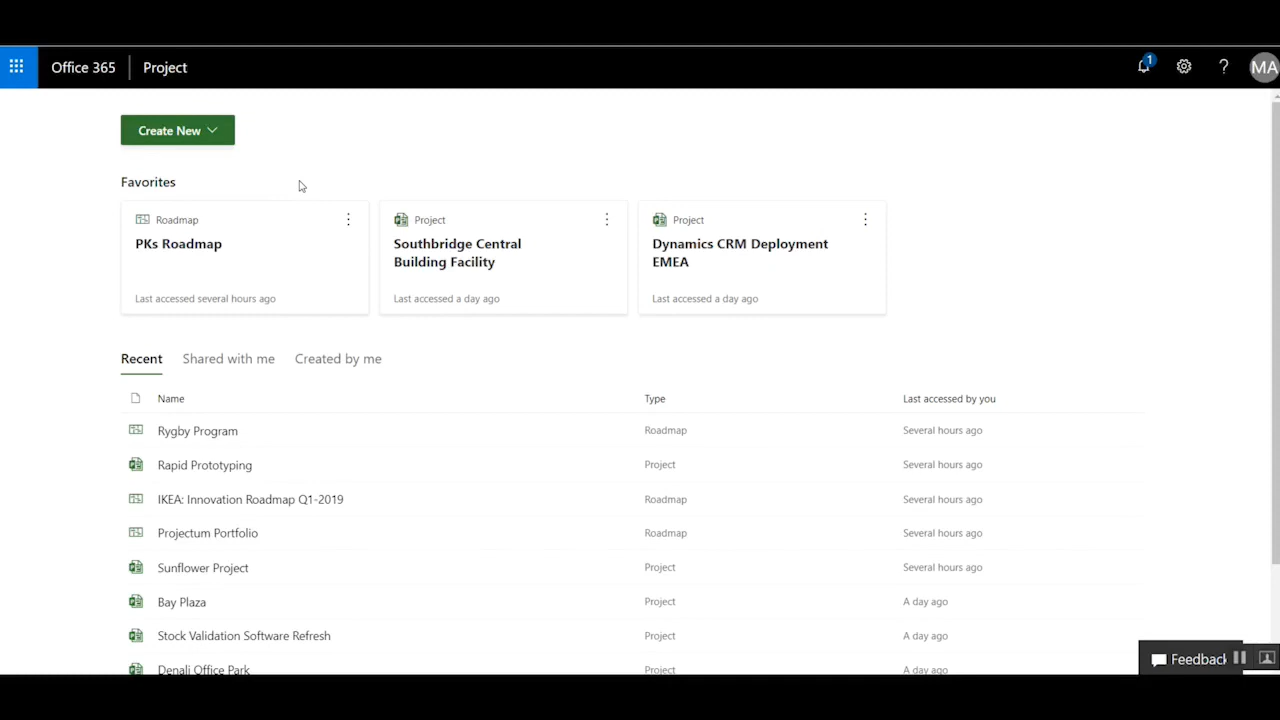 Office 365 Project 1 ? MA
Create New
Favorites
Roadmap
PKs Roadmap
Last accessed several hours ago
Project
Southbridge Central
Building Facility
Last accessed a day ago
Project
Dynamics CRM Deployment
EMEA
Last accessed a day ago
Recent Shared with me Created by me
Name Type Last accessed by you
Rygby Program Roadmap Several hours ago
Rapid Prototyping Project Several hours ago
IKEA: Innovation Roadmap Q1-2019 Roadmap Several hours ago
Projectum Portfolio Roadmap Several hours ago
Sunflower Project Project Several hours ago
Bay Plaza Project A day ago
Stock Validation Software Refresh Project A day ago
Denali Office Park Project A day ago
Feedback